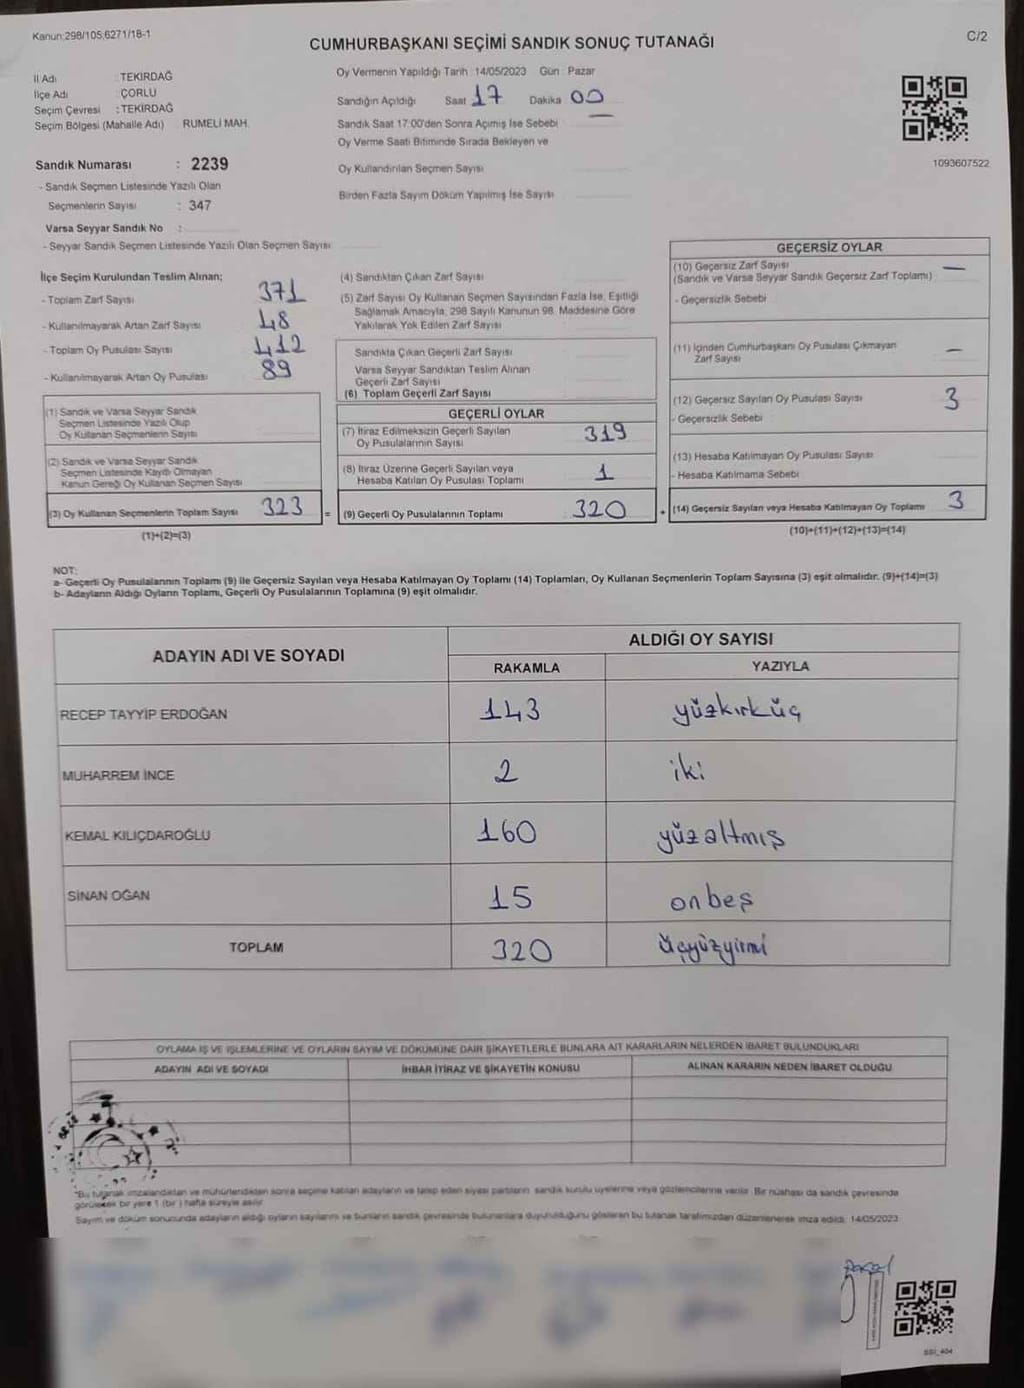 Kanun:298/105,6271/18-1
C/2
CUMHURBAŞKANI SEÇİMİ SANDIK SONUÇ TUTANAĞI
İl Adı : TEKİRDAĞ
İlçe Adı : ÇORLU
Seçim Çevresi : TEKİRDAĞ
Seçim Bölgesi (Mahalle Adı) RUMELİ MAH.
Oy Vermenin Yapıldığı Tarih : 14/05/2023 Gün : Pazar
Sandığın Açıldığı Saat 17 Dakika 00
Sandık Saat 17:00'den Sonra Açımış İse Sebebi
Oy Verme Saati Bitiminde Sırada Bekleyen ve
Oy Kullandırılan Seçmen Sayısı
Birden Fazla Sayım Döküm Yapılmış İse Sayısı
1093607522
Sandık Numarası : 2239
- Sandık Seçmen Listesinde Yazılı Olan
Seçmenlerin Sayısı : 347
Varsa Seyyar Sandık No :
- Seyyar Sandık Seçmen Listesinde Yazılı Olan Seçmen Sayısı
İlçe Seçim Kurulundan Teslim Alınan;
- Toplam Zarf Sayısı 371
- Kullanılmayarak Artan Zarf Sayısı 48
- Toplam Oy Pusulası Sayısı 412
- Kullanılmayarak Artan Oy Pusulası 89
(1) Sandık ve Varsa Seyyar Sandık
Seçmen Listesinde Yazılı Olup
Oy Kullanan Seçmenlerin Sayısı
(2) Sandık ve Varsa Seyyar Sandık
Seçmen Listesinde Kaydı Olmayan
Kanun Gereği Oy Kullanan Seçmen Sayısı
(3) Oy Kullanan Seçmenlerin Toplam Sayısı 323 =
(1)+(2)=(3)
(4) Sandıktan Çıkan Zarf Sayısı
(5) Zarf Sayısı Oy Kullanan Seçmen Sayısından Fazla İse, Eşitliği
Sağlamak Amacıyla, 298 Sayılı Kanunun 98. Maddesine Göre
Yakılarak Yok Edilen Zarf Sayısı
Sandıkta Çıkan Geçerli Zarf Sayısı
Varsa Seyyar Sandıktan Teslim Alınan
Geçerli Zarf Sayısı
(6) Toplam Geçerli Zarf Sayısı
GEÇERLİ OYLAR
(7) İtiraz Edilmeksizin Geçerli Sayılan
Oy Pusulalarının Sayısı 319
(8) İtiraz Üzerine Geçerli Sayılan veya
Hesaba Katılan Oy Pusulası Toplamı 1
(9) Geçerli Oy Pusulalarının Toplamı 320 +
GEÇERSİZ OYLAR
(10) Geçersiz Zarf Sayısı —
(Sandık ve Varsa Seyyar Sandık Geçersiz Zarf Toplamı)
- Geçersizlik Sebebi
(11) İçinden Cumhurbaşkanı Oy Pusulası Çıkmayan
Zarf Sayısı —
(12) Geçersiz Sayılan Oy Pusulası Sayısı 3
- Geçersizlik Sebebi
(13) Hesaba Katılmayan Oy Pusulası Sayısı
- Hesaba Katılmama Sebebi
(14) Geçersiz Sayılan veya Hesaba Katılmayan Oy Toplamı 3
(10)+(11)+(12)+(13)=(14)
NOT:
a- Geçerli Oy Pusulalarının Toplamı (9) ile Geçersiz Sayılan veya Hesaba Katılmayan Oy Toplamı (14) Toplamları, Oy Kullanan Seçmenlerin Toplam Sayısına (3) eşit olmalıdır. (9)+(14)=(3)
b- Adayların Aldığı Oyların Toplamı, Geçerli Oy Pusulalarının Toplamına (9) eşit olmalıdır.
ADAYIN ADI VE SOYADI
ALDIĞI OY SAYISI
RAKAMLA YAZIYLA
RECEP TAYYİP ERDOĞAN 143 yüzkırküç
MUHARREM İNCE 2 iki
KEMAL KILIÇDAROĞLU 160 yüzaltmış
SİNAN OĞAN 15 onbeş
TOPLAM 320 üçyüzyirmi
OYLAMA İŞ VE İŞLEMLERİNE VE OYLARIN SAYIM VE DÖKÜMÜNE DAİR ŞİKAYETLERLE BUNLARA AİT KARARLARIN NELERDEN İBARET BULUNDUKLARI
ADAYIN ADI VE SOYADI İHBAR İTİRAZ VE ŞİKAYETİN KONUSU ALINAN KARARIN NEDEN İBARET OLDUĞU
*Bu tutanak imzalandıktan ve mühürlendikten sonra seçime katılan adayların ve talep eden siyasi partilerin sandık kurulu üyelerine veya gözlemcilerine verilir. Bir nüshası da sandık çevresinde
görülecek bir yere 1 (bir) hafta süreyle asılır
Sayım ve döküm sonununda adayların aldığı oyların sayılarını ve bunların sandık çevresinde bulunanlara duyurulduğunu gösteren bu tutanak tarafımızdan düzenlenerek imza edildi. 14/05/2023